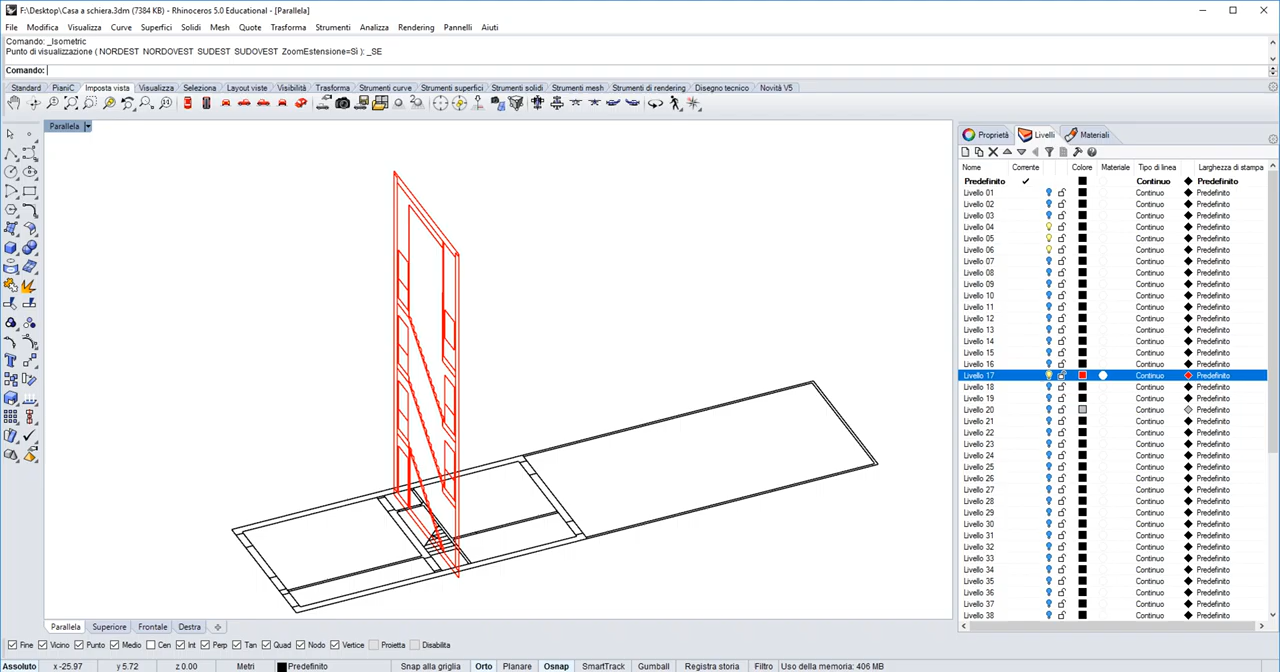 F:\Desktop\Casa a schiera.3dm (7384 KB) - Rhinoceros 5.0 Educational - [Parallela]
File Modifica Visualizza Curve Superfici Solidi Mesh Quote Trasforma Strumenti Analizza Rendering Pannelli Aiuti
Comando: _Isometric
Punto di visualizzazione ( NORDEST NORDOVEST SUDEST SUDOVEST ZoomEstensione=Sì ): _SE
Comando:
Standard PianiC Imposta vista Visualizza Seleziona Layout viste Visibilità Trasforma Strumenti curve Strumenti superfici Strumenti solidi Strumenti mesh Strumenti di rendering Disegno tecnico Novità V5
Parallela
Proprietà Livelli Materiali
Nome Corrente Colore Materiale Tipo di linea Larghezza di stampa
Predefinito Continuo Predefinito
Livello 01 Continuo Predefinito
Livello 02 Continuo Predefinito
Livello 03 Continuo Predefinito
Livello 04 Continuo Predefinito
Livello 05 Continuo Predefinito
Livello 06 Continuo Predefinito
Livello 07 Continuo Predefinito
Livello 08 Continuo Predefinito
Livello 09 Continuo Predefinito
Livello 10 Continuo Predefinito
Livello 11 Continuo Predefinito
Livello 12 Continuo Predefinito
Livello 13 Continuo Predefinito
Livello 14 Continuo Predefinito
Livello 15 Continuo Predefinito
Livello 16 Continuo Predefinito
Livello 17 Continuo Predefinito
Livello 18 Continuo Predefinito
Livello 19 Continuo Predefinito
Livello 20 Continuo Predefinito
Livello 21 Continuo Predefinito
Livello 22 Continuo Predefinito
Livello 23 Continuo Predefinito
Livello 24 Continuo Predefinito
Livello 25 Continuo Predefinito
Livello 26 Continuo Predefinito
Livello 27 Continuo Predefinito
Livello 28 Continuo Predefinito
Livello 29 Continuo Predefinito
Livello 30 Continuo Predefinito
Livello 31 Continuo Predefinito
Livello 32 Continuo Predefinito
Livello 33 Continuo Predefinito
Livello 34 Continuo Predefinito
Livello 35 Continuo Predefinito
Livello 36 Continuo Predefinito
Livello 37 Continuo Predefinito
Livello 38 Continuo Predefinito
Parallela Superiore Frontale Destra
Fine Vicino Punto Medio Cen Int Perp Tan Quad Nodo Vertice Proietta Disabilita
Assoluto x -25.97 y 5.72 z 0.00 Metri Predefinito Snap alla griglia Orto Planare Osnap SmartTrack Gumball Registra storia Filtro Uso della memoria: 406 MB